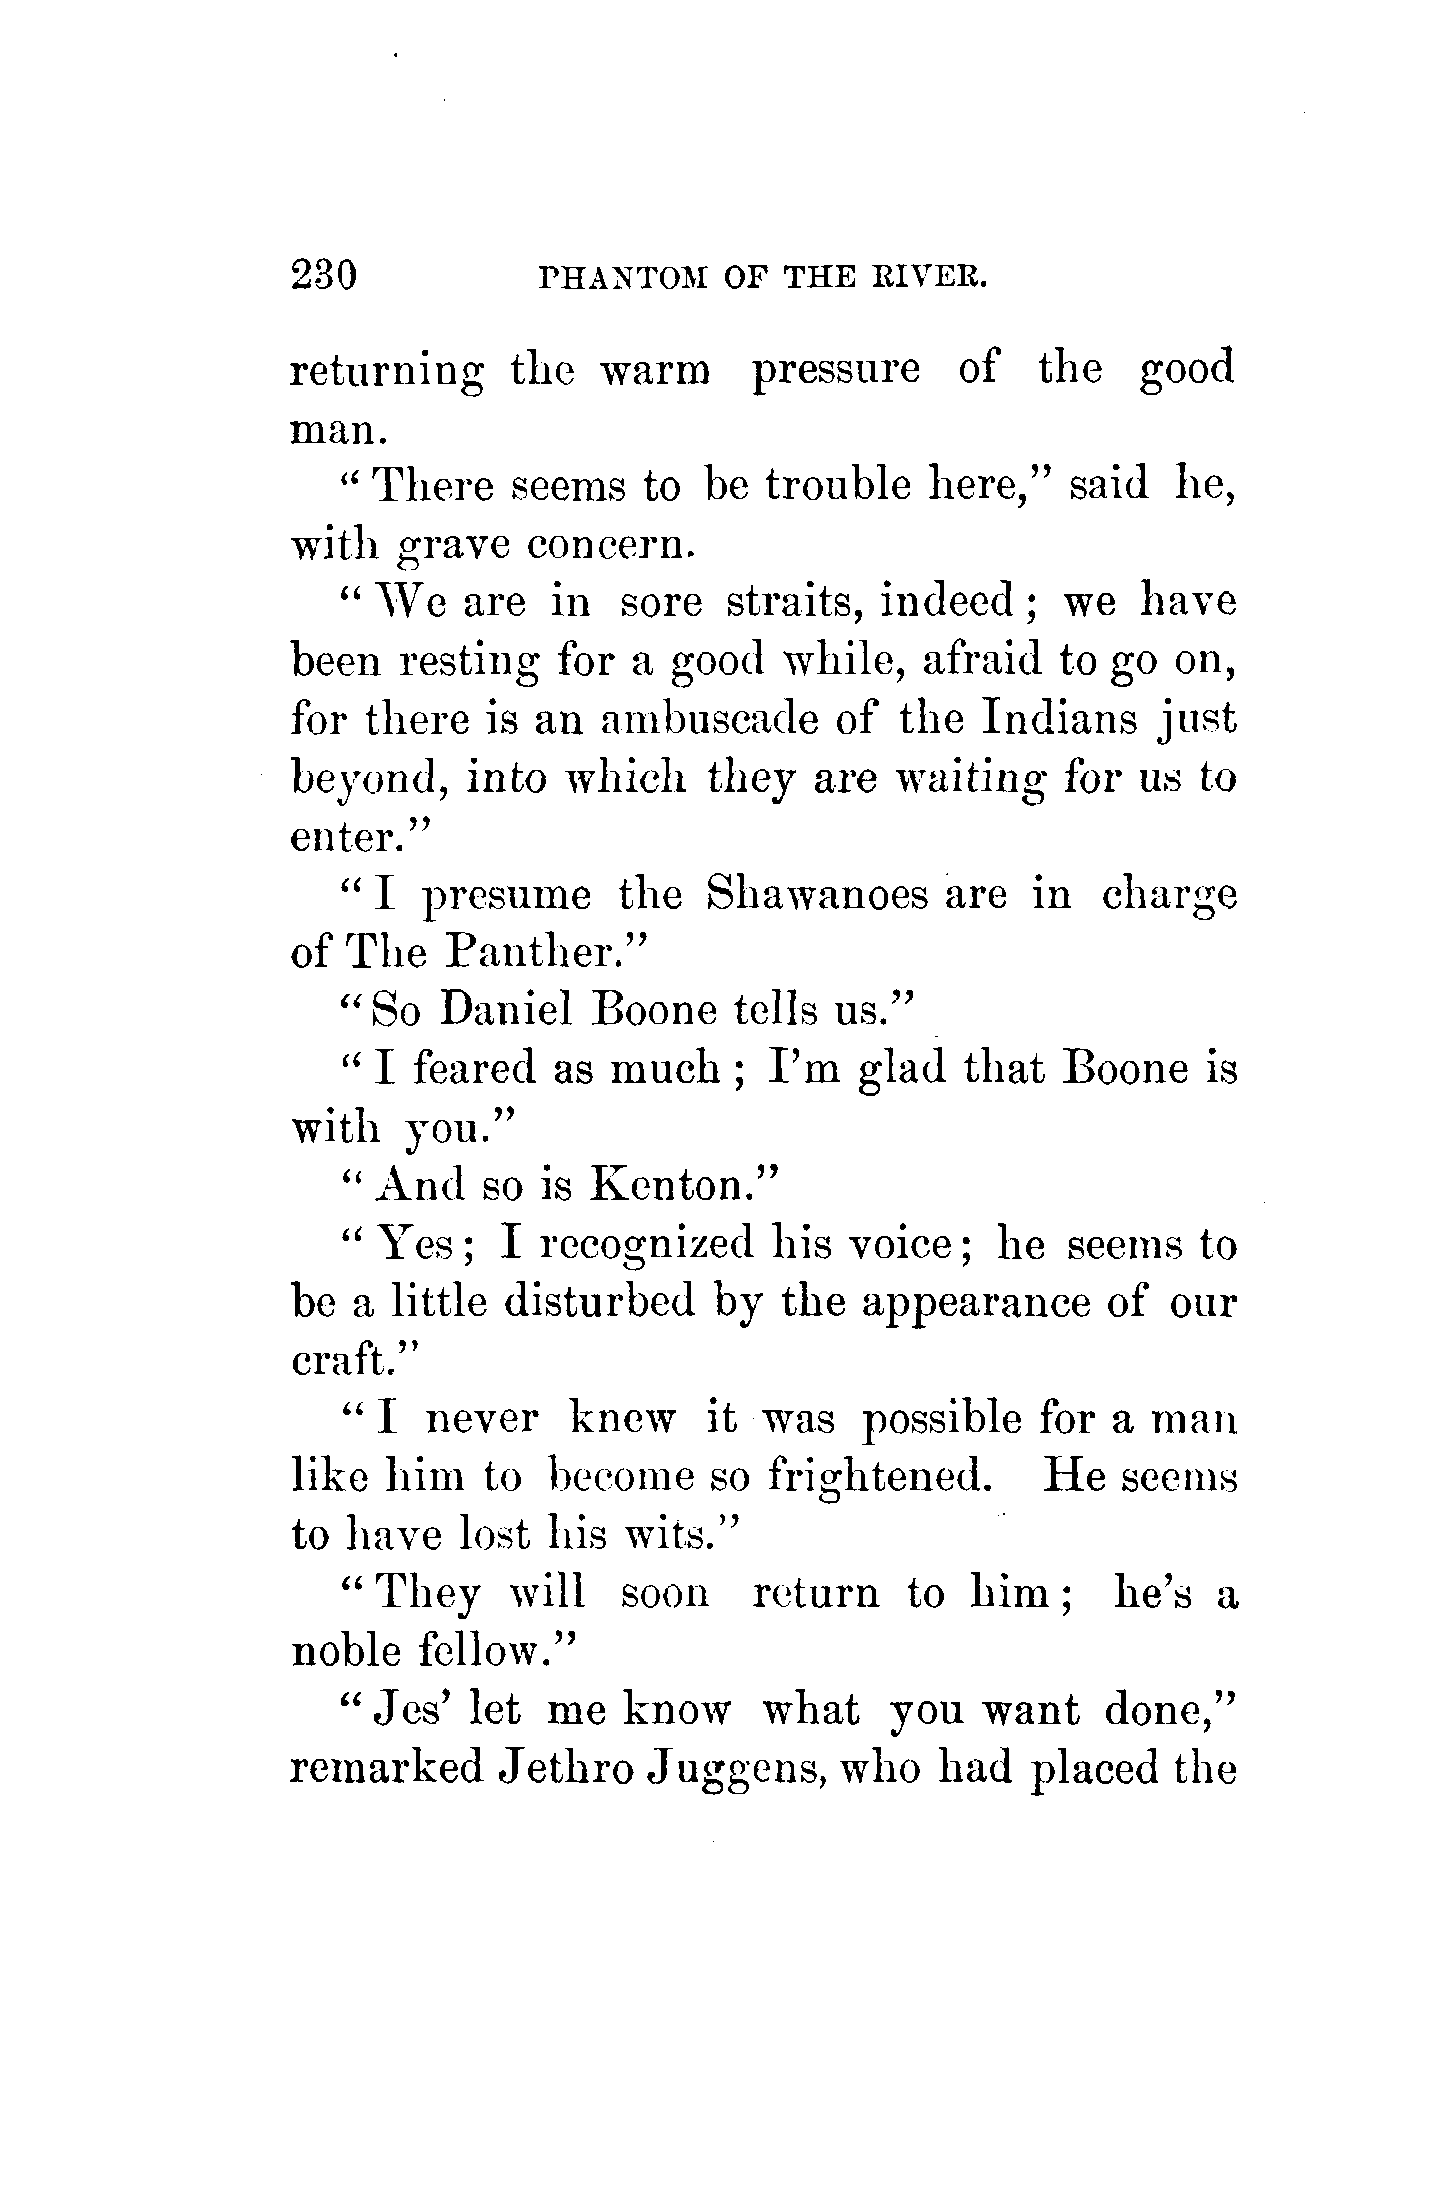 230 PHANTOM OF THE RIVER.
returning the warm pressure of the good
man.
“There seems to be trouble here,” said he,
with grave concern.
“We are in sore straits, indeed; we have
been resting for a good while, afraid to go on,
for there is an ambuscade of the Indians just
beyond, into which they are waiting for us to
enter.”
“I presume the Shawanoes are in charge
of The Panther.”
“So Daniel Boone tells us.”
“I feared as much; I’m glad that Boone is
with you.”
“And so is Kenton.”
“Yes; I recognized his voice; he seems to
be a little disturbed by the appearance of our
craft.”
“I never knew it was possible for a man
like him to become so frightened. He seems
to have lost his wits.”
“They will soon return to him; he’s a
noble fellow.”
“Jes’ let me know what you want done,”
remarked Jethro Juggens, who had placed the